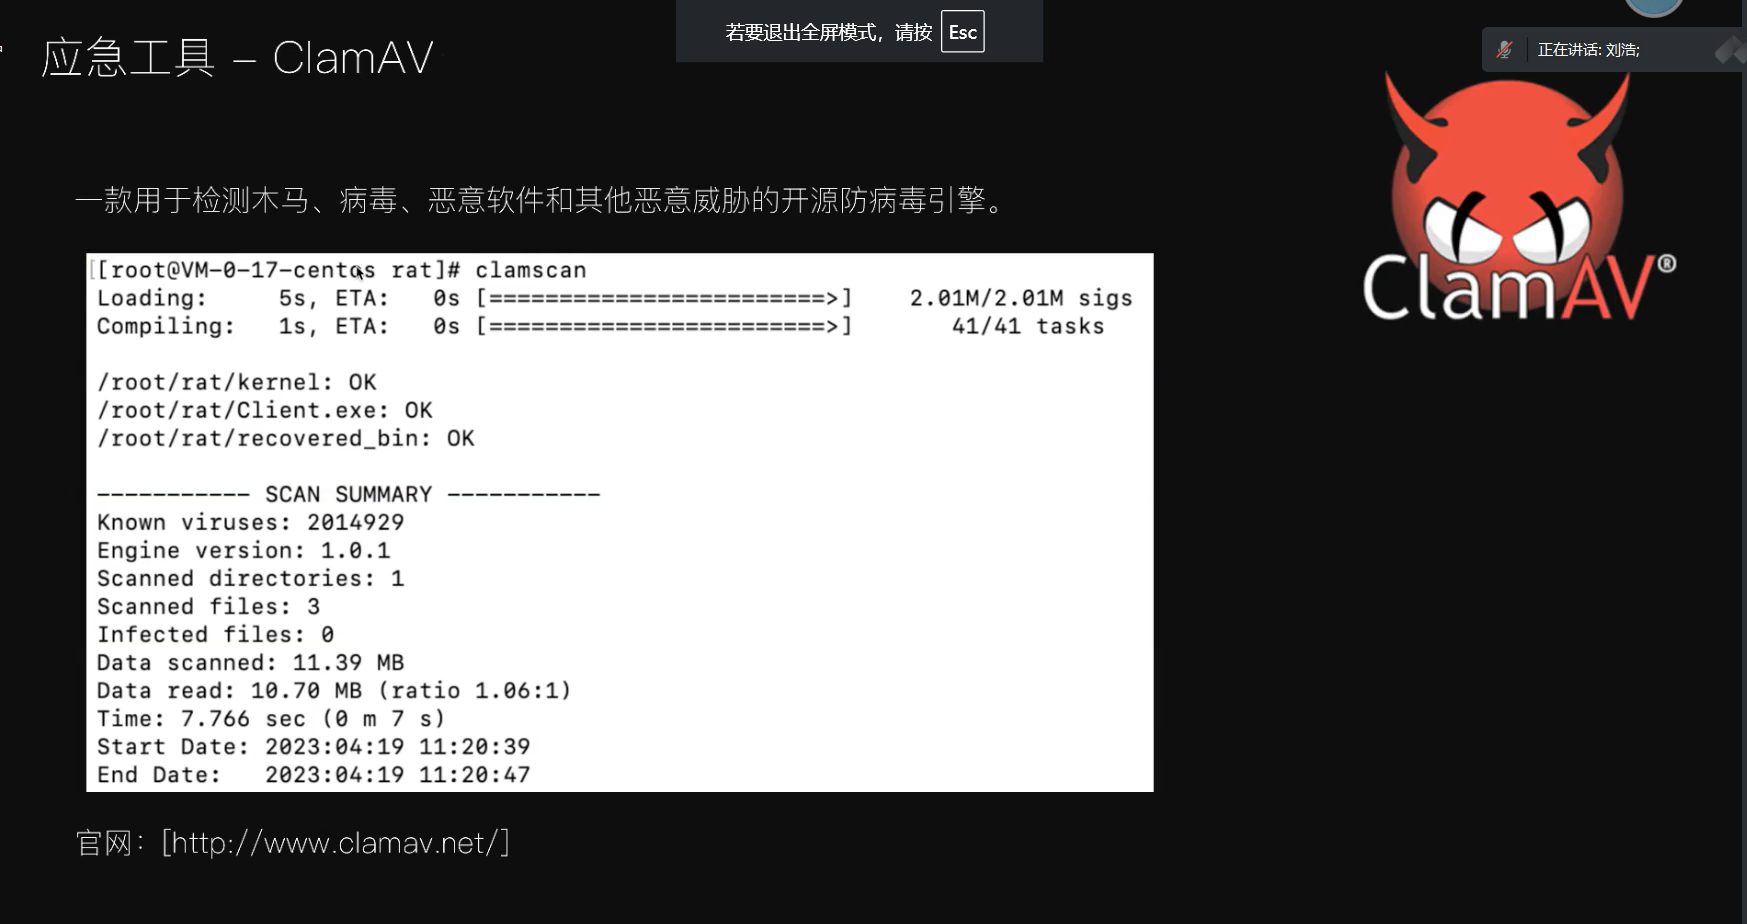 若要退出全屏模式，请按 Esc
正在讲话: 刘浩;
应急工具 – ClamAV
一款用于检测木马、病毒、恶意软件和其他恶意威胁的开源防病毒引擎。
ClamAV®
[[root@VM-0-17-centos rat]# clamscan
Loading:     5s, ETA:   0s [========================>]    2.01M/2.01M sigs
Compiling:   1s, ETA:   0s [========================>]       41/41 tasks
/root/rat/kernel: OK
/root/rat/Client.exe: OK
/root/rat/recovered_bin: OK
----------- SCAN SUMMARY -----------
Known viruses: 2014929
Engine version: 1.0.1
Scanned directories: 1
Scanned files: 3
Infected files: 0
Data scanned: 11.39 MB
Data read: 10.70 MB (ratio 1.06:1)
Time: 7.766 sec (0 m 7 s)
Start Date: 2023:04:19 11:20:39
End Date:   2023:04:19 11:20:47
官网：[http://www.clamav.net/]